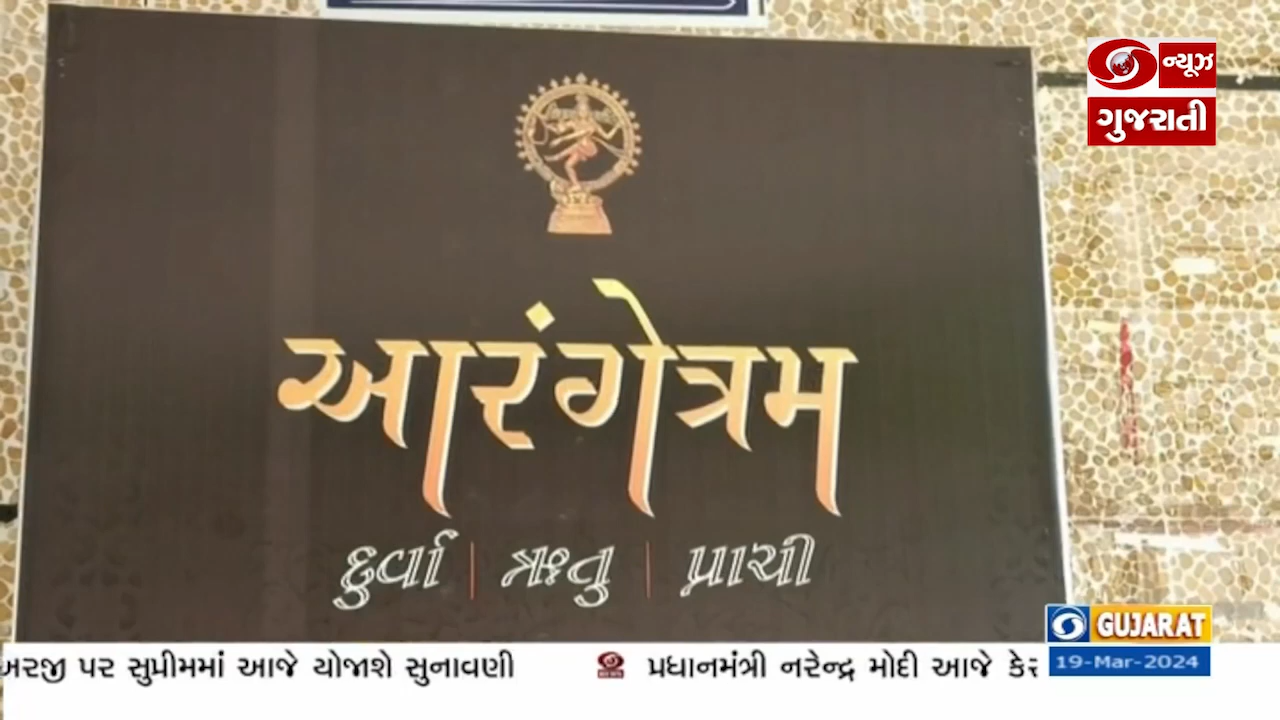 ન્યૂઝ
ગુજરાતી
આરંગેત્રમ
દુર્વા | ઋતુ | પ્રાચી
GUJARAT
અરજી પર સુપ્રીમમાં આજે યોજાશે સુનાવણી
પ્રધાનમંત્રી નરેન્દ્ર મોદી આજે
19-Mar-2024